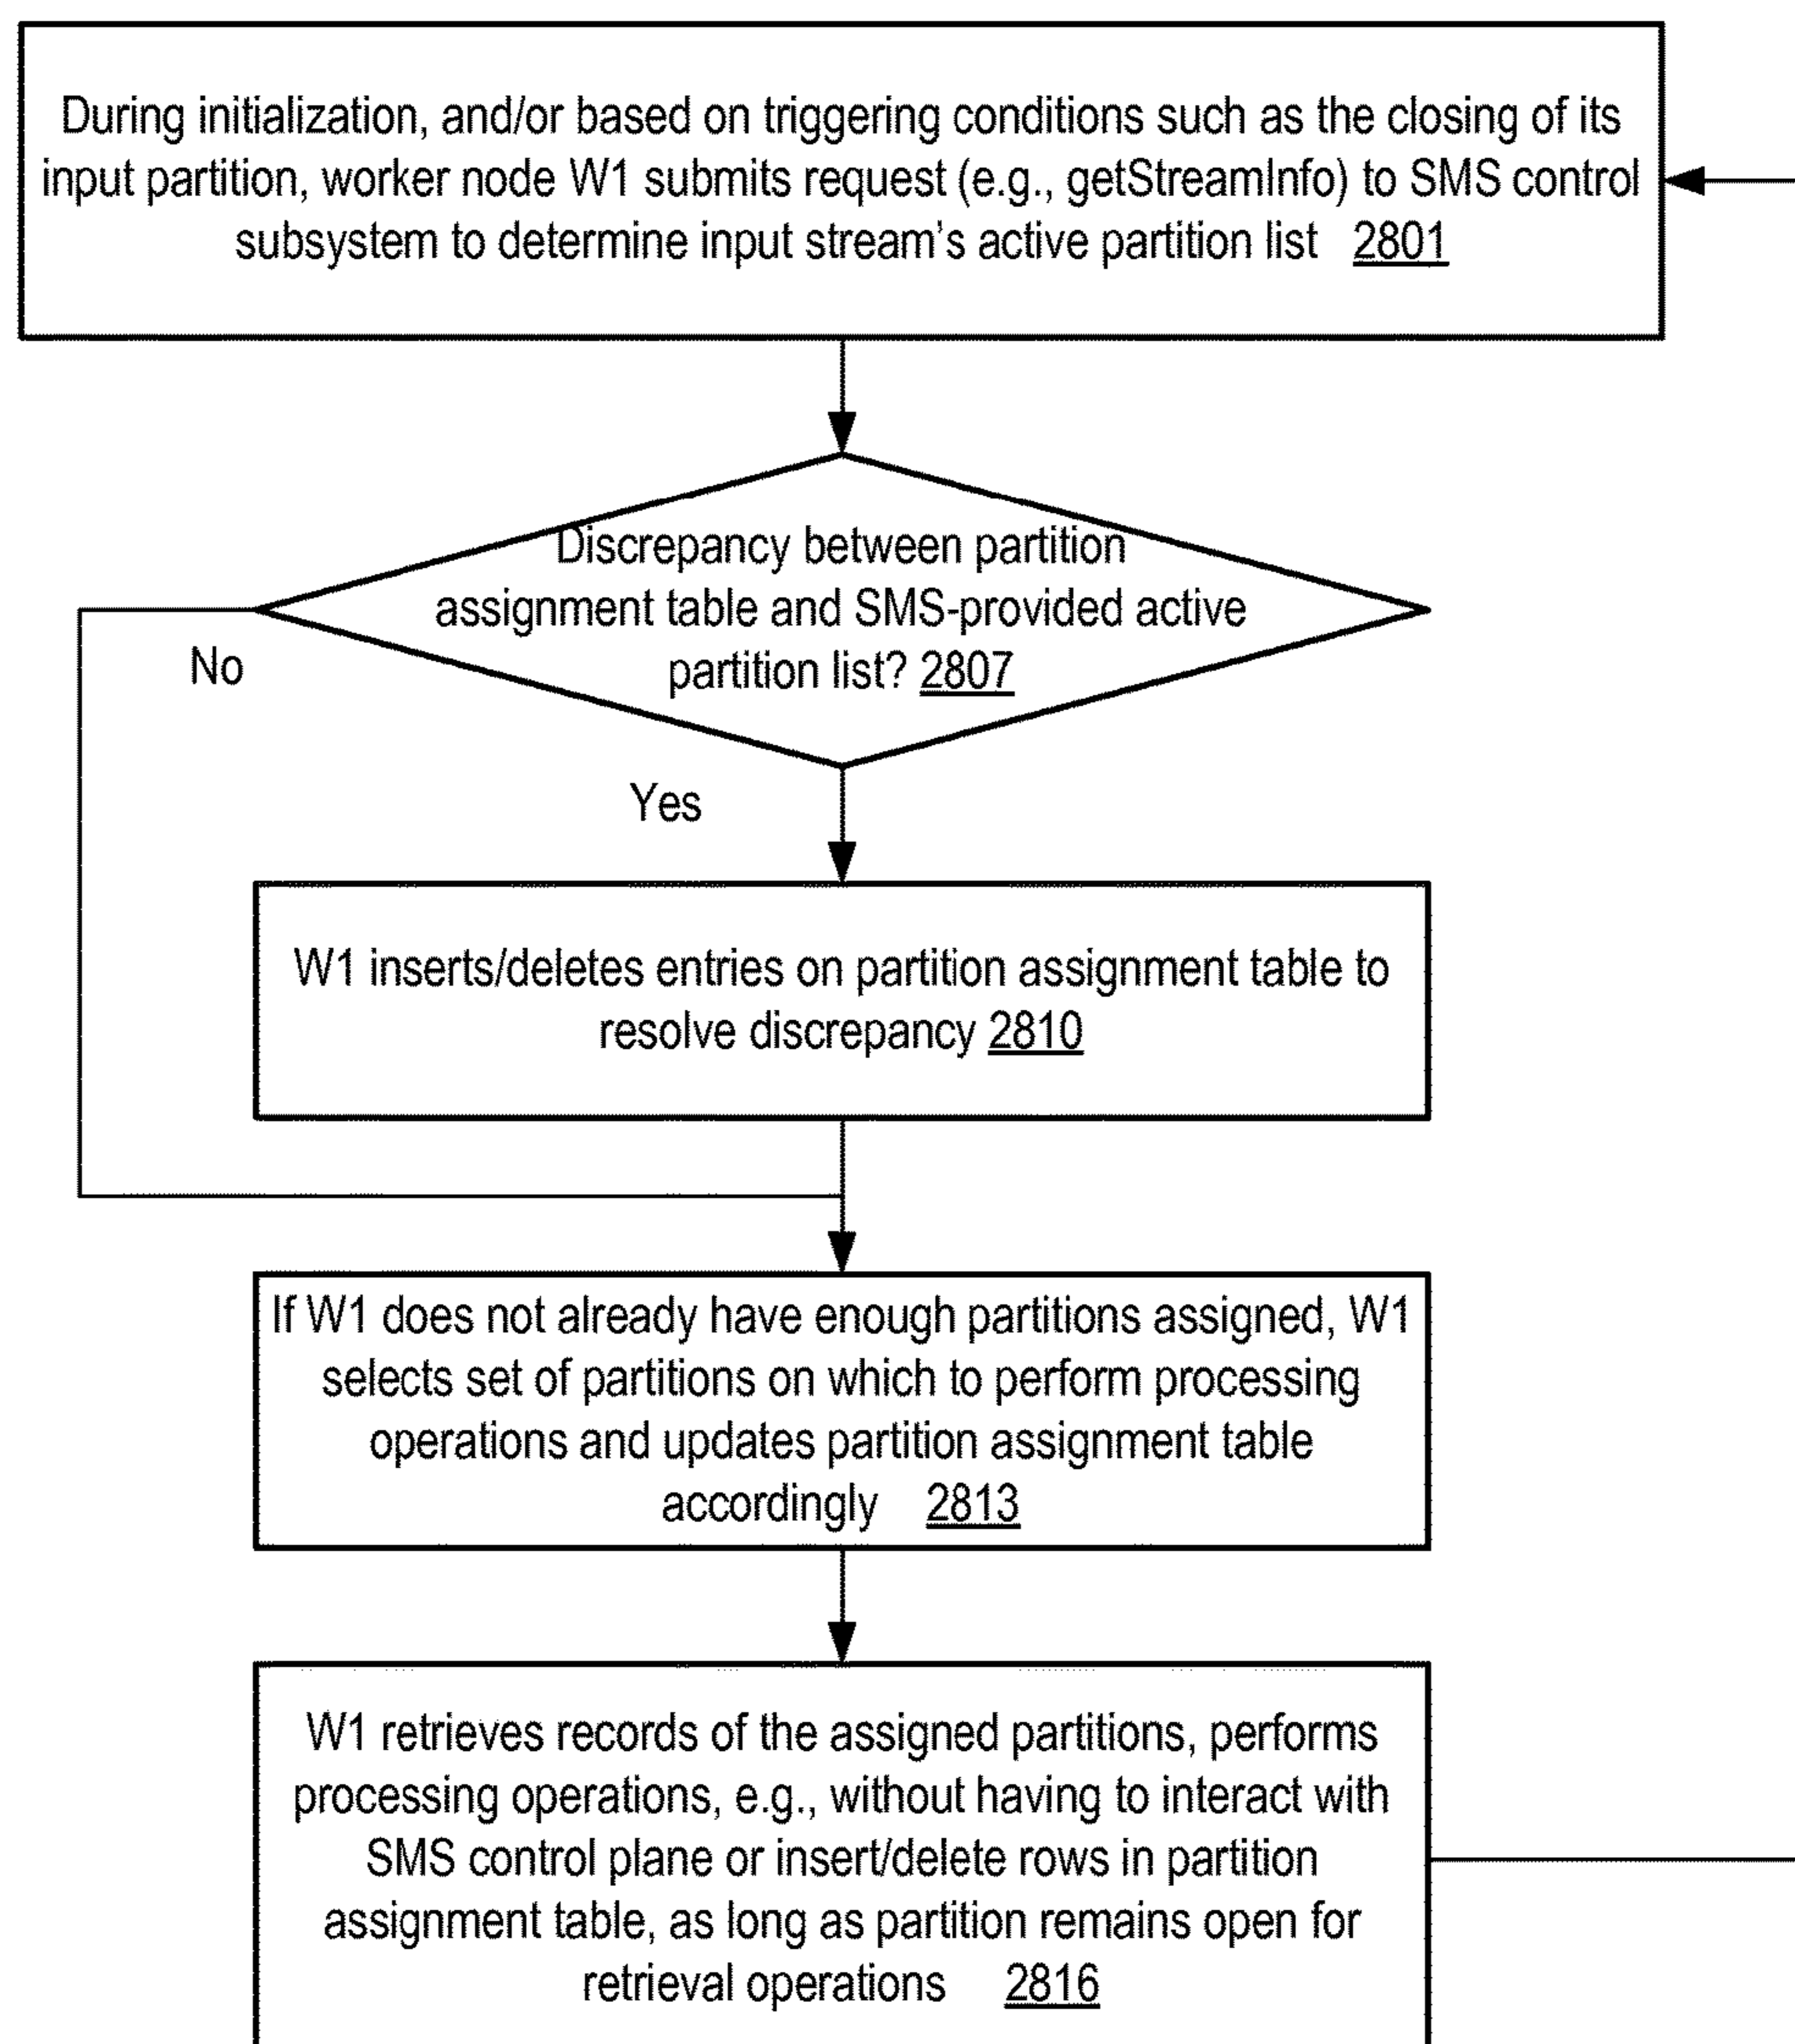 During initialization, and/or based on triggering conditions such as the closing of its
input partition, worker node W1 submits request (e.g., getStreamInfo) to SMS control
subsystem to determine input stream's active partition list 2801
Discrepancy between partition
assignment table and SMS-provided active
partition list? 2807
No
Yes
W1 inserts/deletes entries on partition assignment table to
resolve discrepancy 2810
If W1 does not already have enough partitions assigned, W1
selects set of partitions on which to perform processing
operations and updates partition assignment table
accordingly 2813
W1 retrieves records of the assigned partitions, performs
processing operations, e.g., without having to interact with
SMS control plane or insert/delete rows in partition
assignment table, as long as partition remains open for
retrieval operations 2816